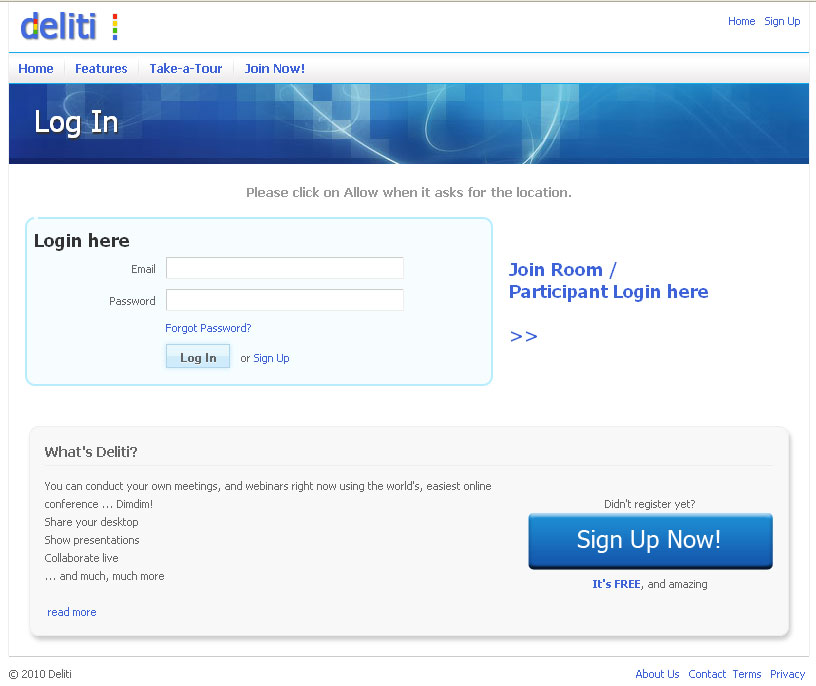 deliti
Home Sign Up
Home Features Take-a-Tour Join Now!
Log In
Please click on Allow when it asks for the location.
Login here
Email
Password
Forgot Password?
Log In or Sign Up
Join Room /
Participant Login here
>>
What's Deliti?
You can conduct your own meetings, and webinars right now using the world's, easiest online
conference ... Dimdim!
Share your desktop
Show presentations
Collaborate live
... and much, much more
read more
Didn't register yet?
Sign Up Now!
It's FREE, and amazing
© 2010 Deliti
About Us Contact Terms Privacy